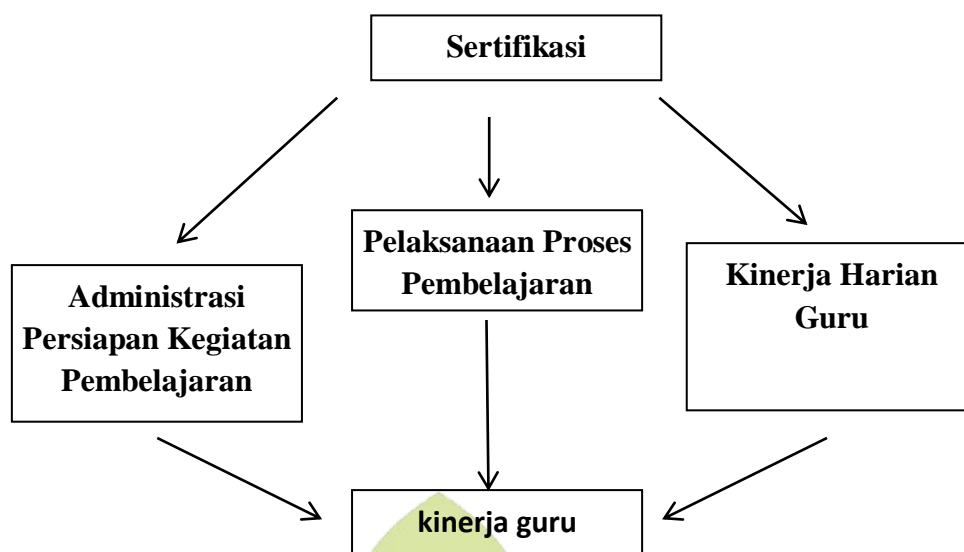 Sertifikasi
Administrasi
Persiapan Kegiatan
Pembelajaran
Pelaksanaan Proses
Pembelajaran
Kinerja Harian
Guru
kinerja guru